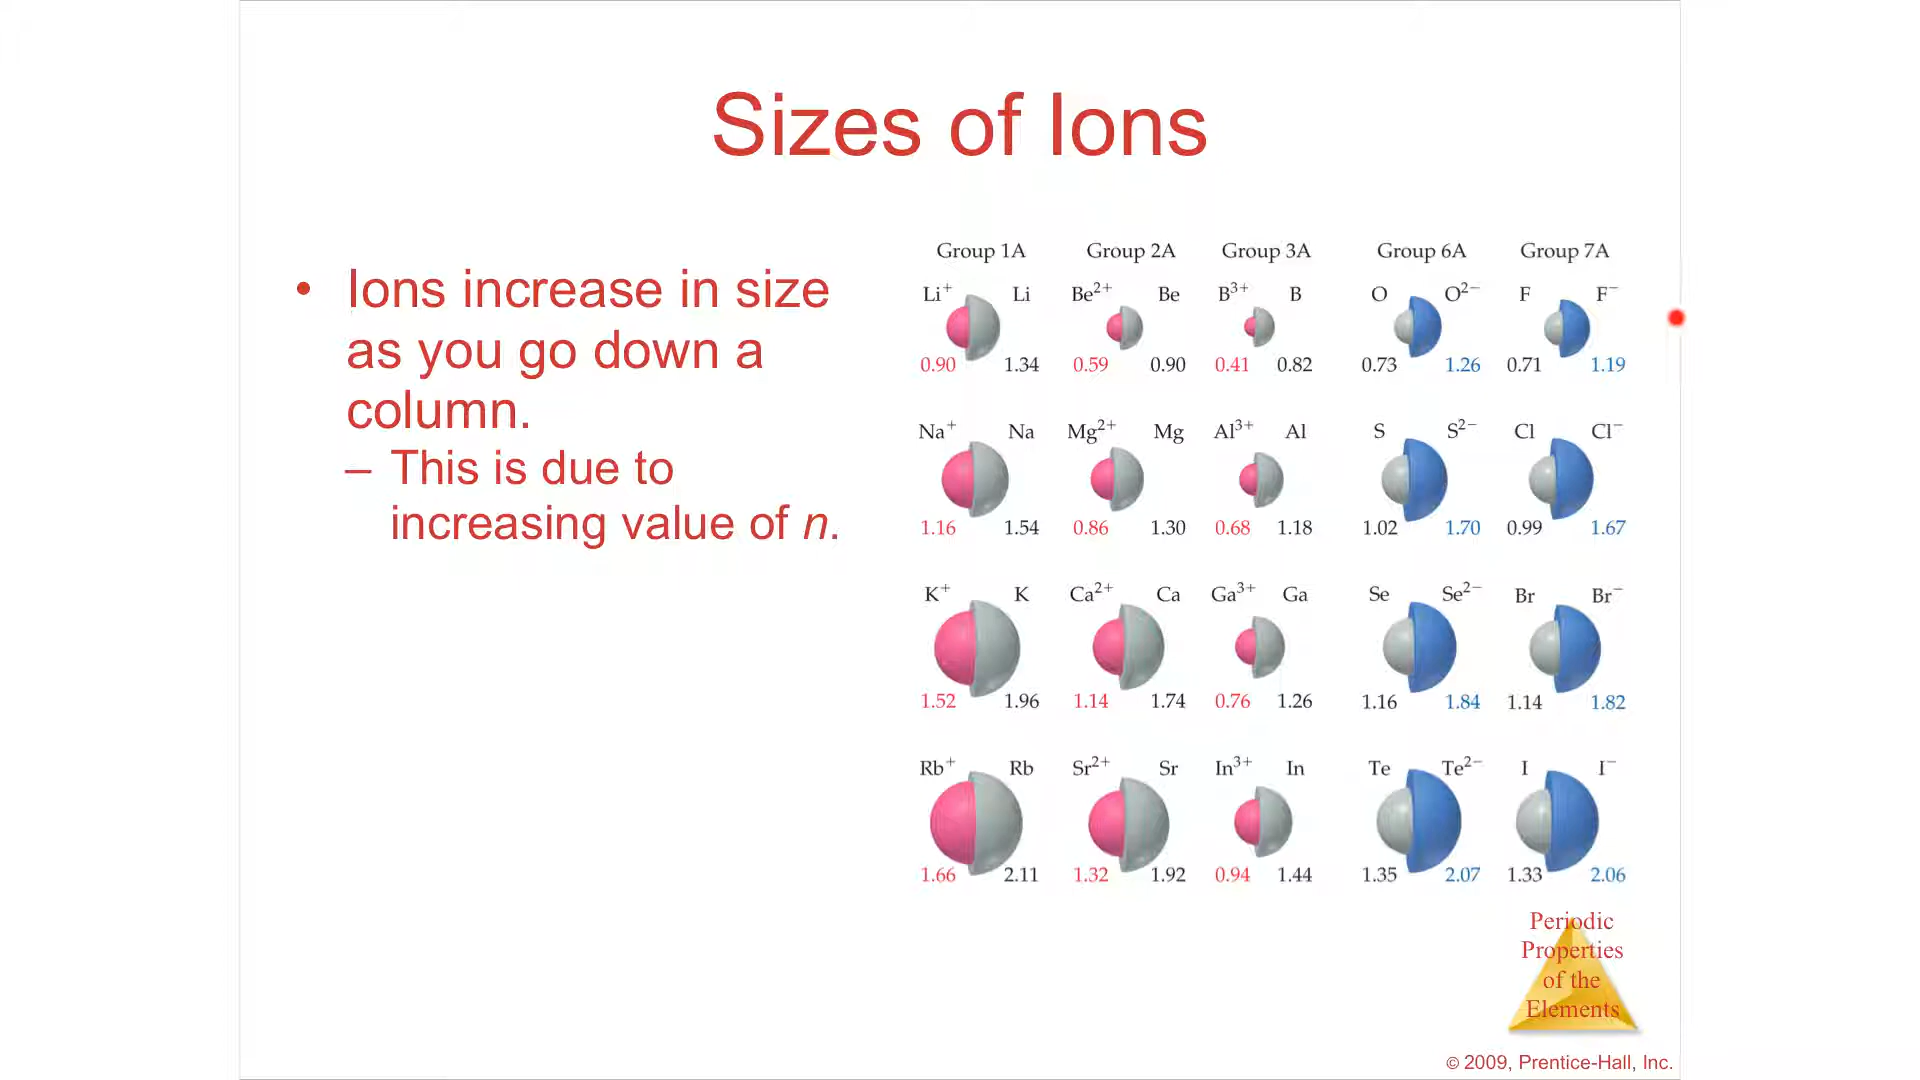 Sizes of Ions
• Ions increase in size
as you go down a
column.
– This is due to
increasing value of n.
Group 1A Group 2A Group 3A Group 6A Group 7A
Li⁺ Li Be²⁺ Be B³⁺ B O O²⁻ F F⁻
0.90 1.34 0.59 0.90 0.41 0.82 0.73 1.26 0.71 1.19
Na⁺ Na Mg²⁺ Mg Al³⁺ Al S S²⁻ Cl Cl⁻
1.16 1.54 0.86 1.30 0.68 1.18 1.02 1.70 0.99 1.67
K⁺ K Ca²⁺ Ca Ga³⁺ Ga Se Se²⁻ Br Br⁻
1.52 1.96 1.14 1.74 0.76 1.26 1.16 1.84 1.14 1.82
Rb⁺ Rb Sr²⁺ Sr In³⁺ In Te Te²⁻ I I⁻
1.66 2.11 1.32 1.92 0.94 1.44 1.35 2.07 1.33 2.06
Periodic
Properties
of the
Elements
© 2009, Prentice-Hall, Inc.